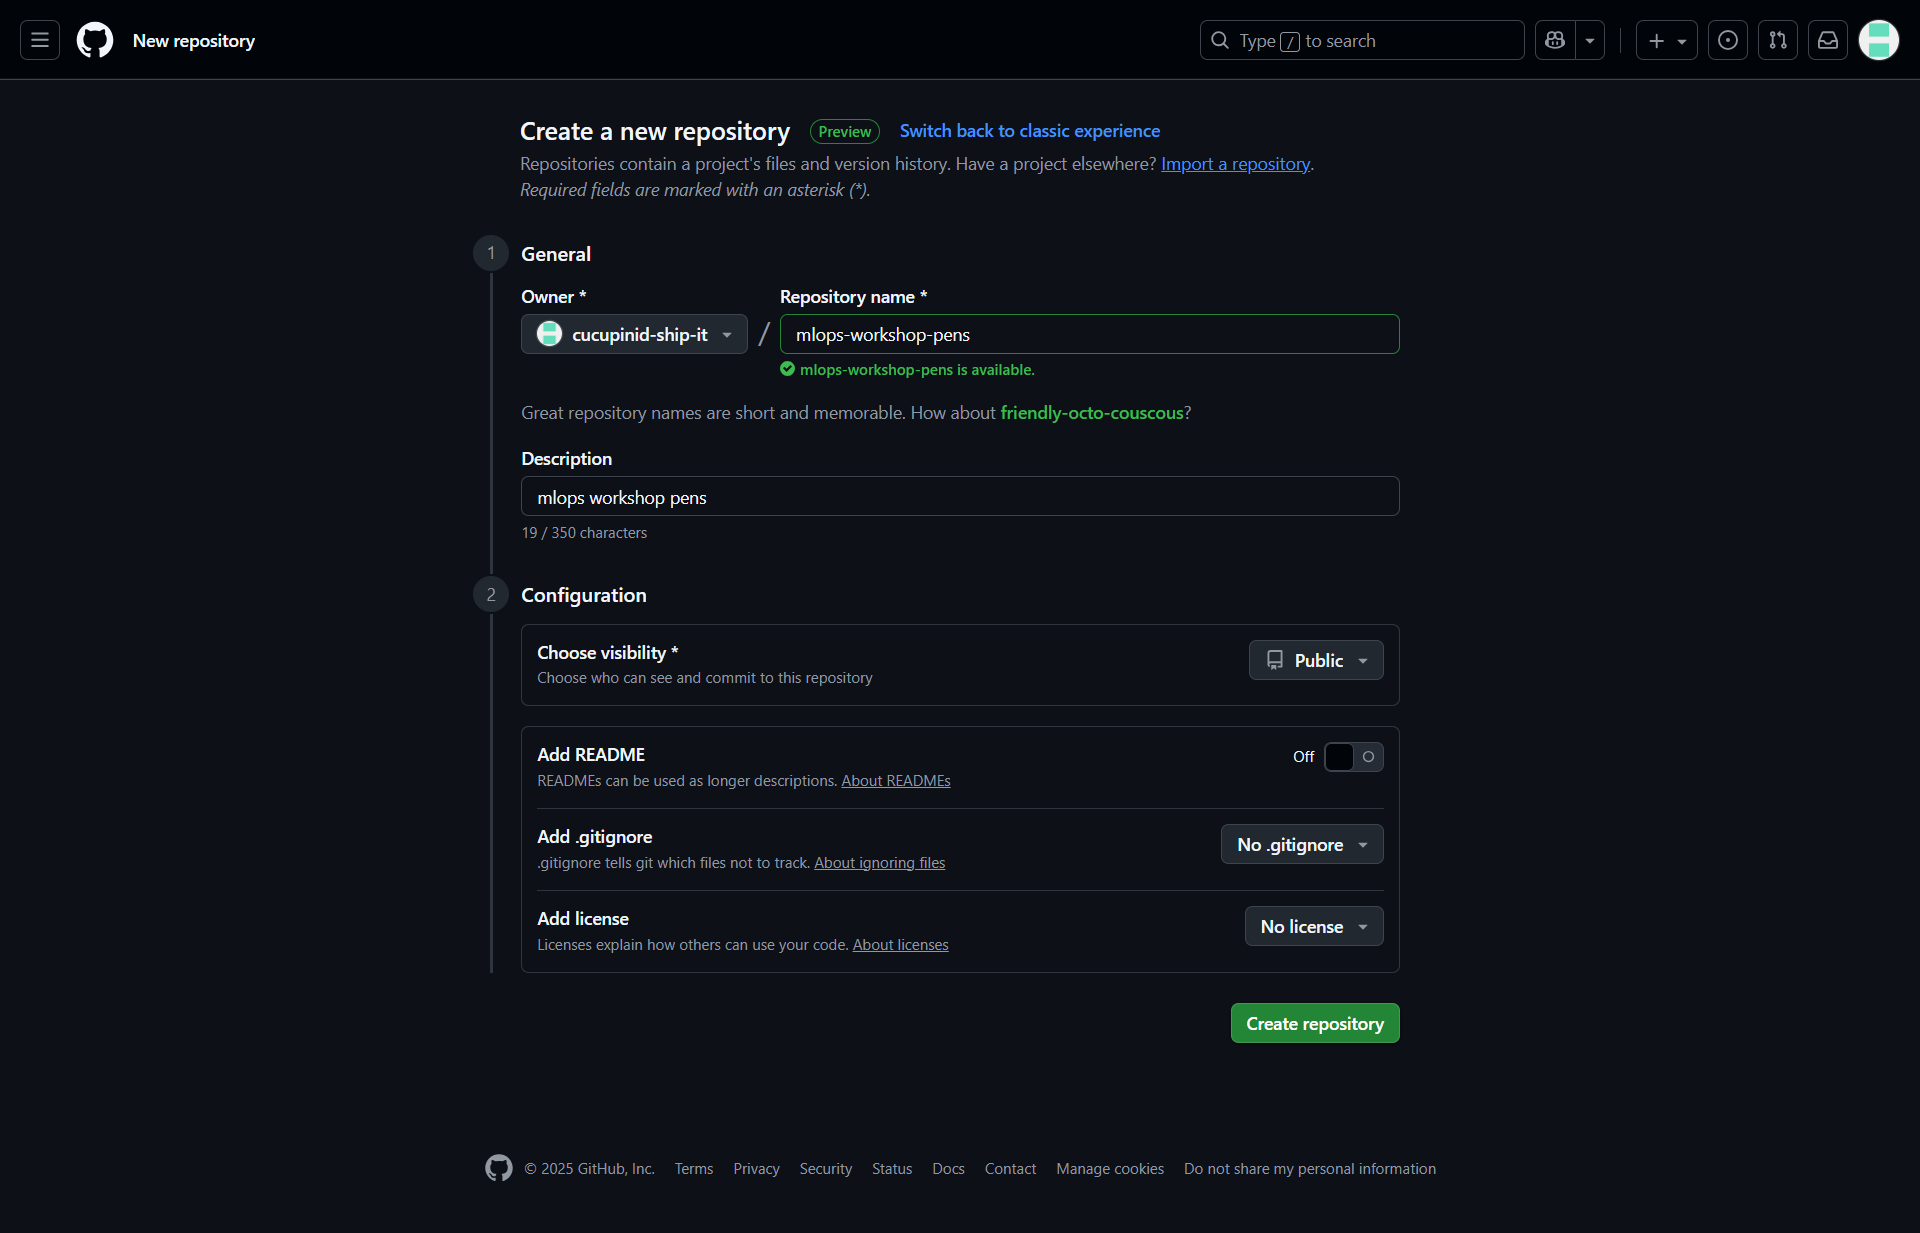 New repository
Type / to search
Create a new repository Preview Switch back to classic experience
Repositories contain a project's files and version history. Have a project elsewhere? Import a repository.
Required fields are marked with an asterisk (*).
1 General
Owner * Repository name *
cucupinid-ship-it / mlops-workshop-pens
mlops-workshop-pens is available.
Great repository names are short and memorable. How about friendly-octo-couscous?
Description
mlops workshop pens
19 / 350 characters
2 Configuration
Choose visibility *
Public
Choose who can see and commit to this repository
Add README
Off
READMEs can be used as longer descriptions. About READMEs
Add .gitignore
No .gitignore
.gitignore tells git which files not to track. About ignoring files
Add license
No license
Licenses explain how others can use your code. About licenses
Create repository
© 2025 GitHub, Inc. Terms Privacy Security Status Docs Contact Manage cookies Do not share my personal information